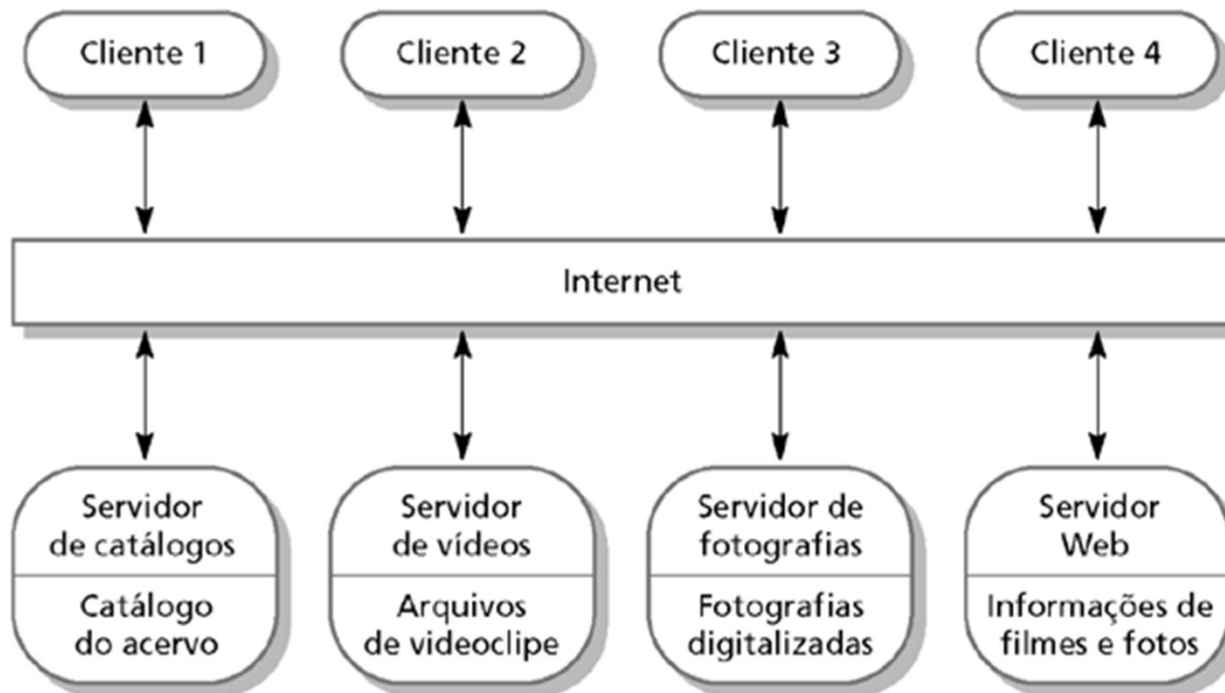 Cliente 1
Cliente 2
Cliente 3
Cliente 4
Internet
Servidor
de catálogos
Catálogo
do acervo
Servidor
de vídeos
Arquivos
de videoclipe
Servidor de
fotografias
Fotografias
digitalizadas
Servidor
Web
Informações de
filmes e fotos